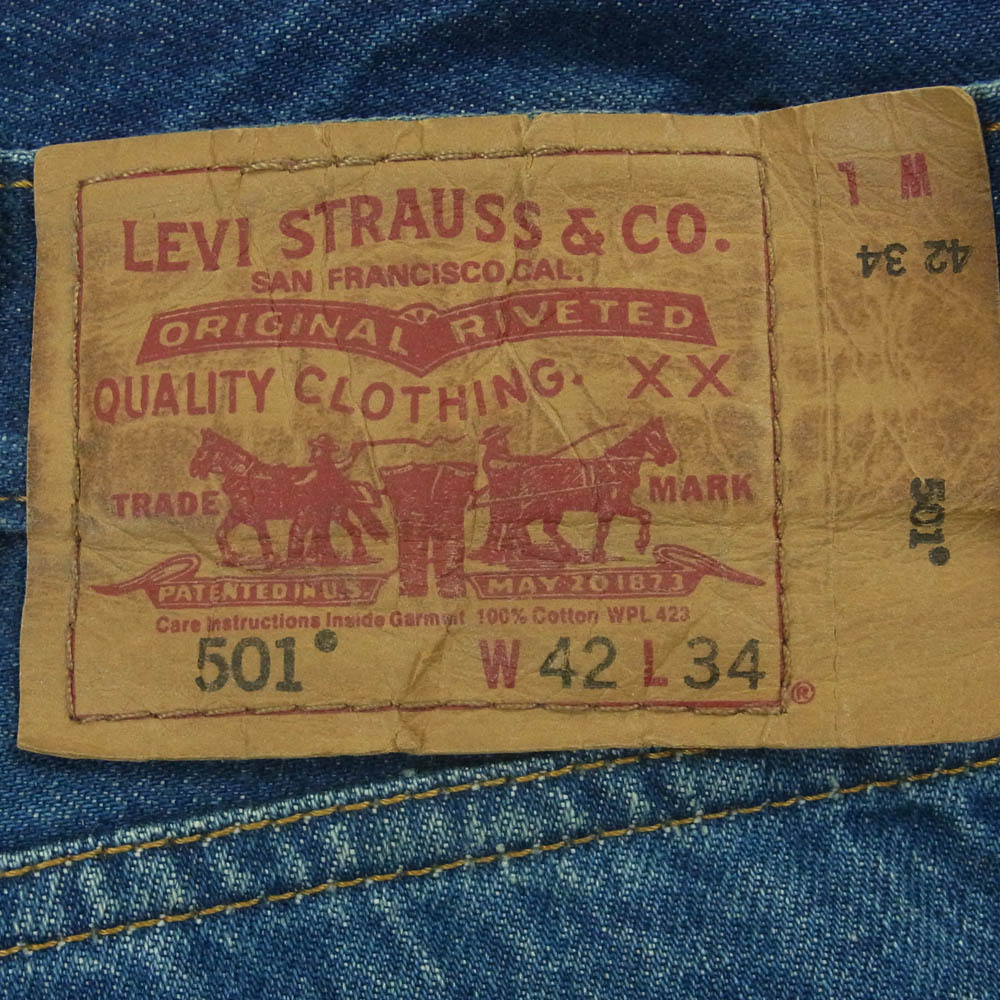 LEVI STRAUSS & CO.
SAN FRANCISCO, CAL.
ORIGINAL RIVETED
QUALITY CLOTHING. XX
TRADE MARK
PATENTED IN U.S. MAY 20 1873
Care Instructions Inside Garment 100% Cotton WPL 423
501® W 42 L 34
®
W L
42 34
501®